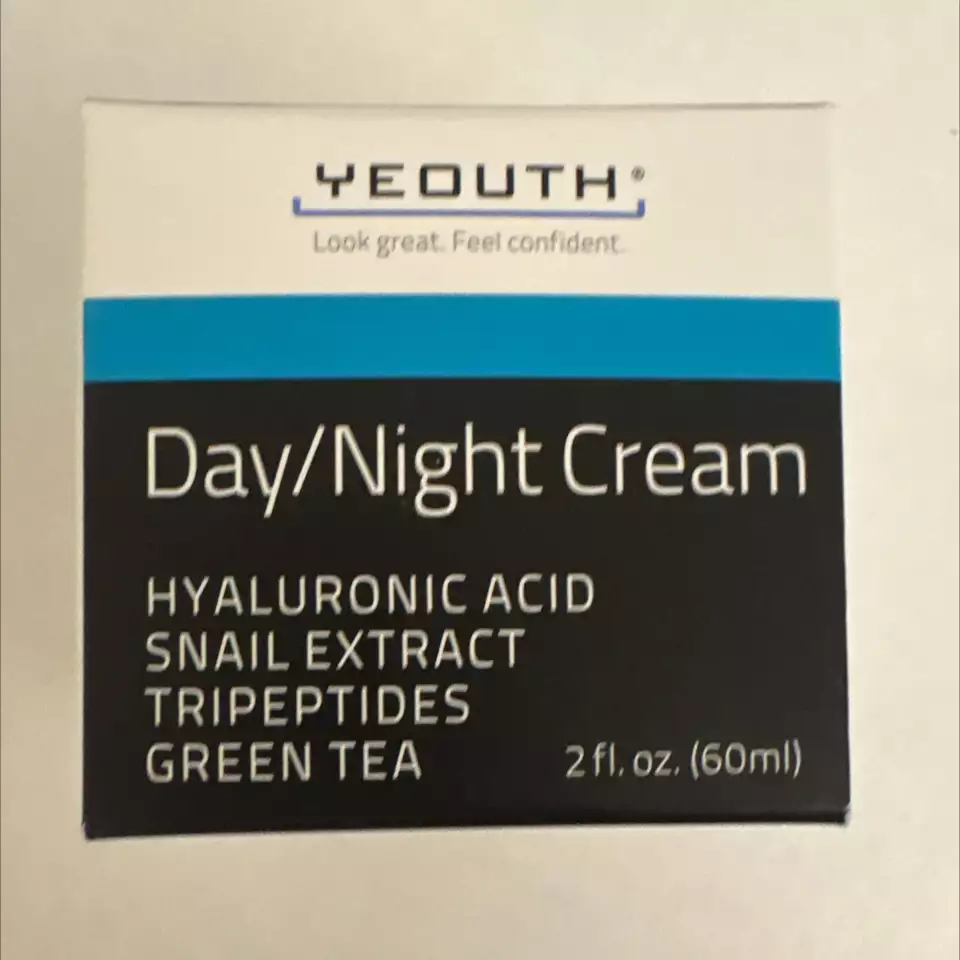 YEOUTH®
Look great. Feel confident.
Day/Night Cream
HYALURONIC ACID
SNAIL EXTRACT
TRIPEPTIDES
GREEN TEA
2 fl. oz. (60ml)